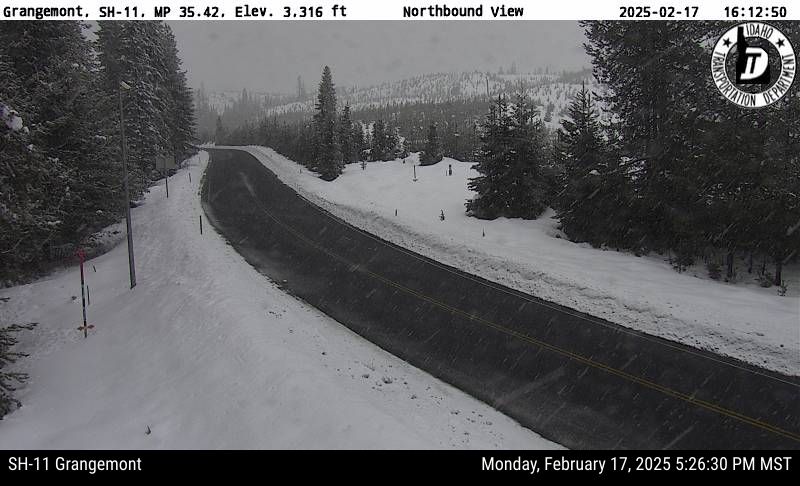 Grangemont, SH-11, MP 35.42, Elev. 3,316 ft Northbound View 2025-02-17 16:12:50
IDAHO
TRANSPORTATION DEPARTMENT
SH-11 Grangemont Monday, February 17, 2025 5:26:30 PM MST